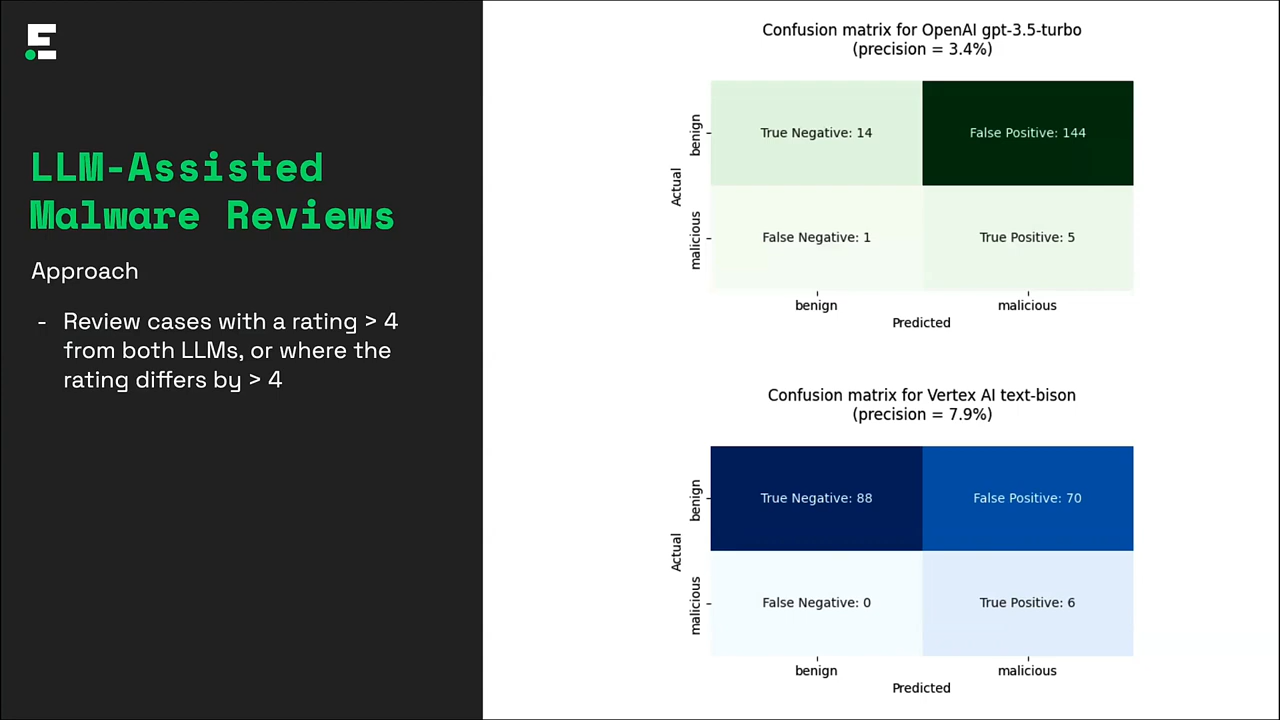 LLM-Assisted
Malware Reviews
Approach
- Review cases with a rating > 4
from both LLMs, or where the
rating differs by > 4
Confusion matrix for OpenAI gpt-3.5-turbo
(precision = 3.4%)
Actual
benign
True Negative: 14
False Positive: 144
malicious
False Negative: 1
True Positive: 5
benign
malicious
Predicted
Confusion matrix for Vertex AI text-bison
(precision = 7.9%)
Actual
benign
True Negative: 88
False Positive: 70
malicious
False Negative: 0
True Positive: 6
benign
malicious
Predicted